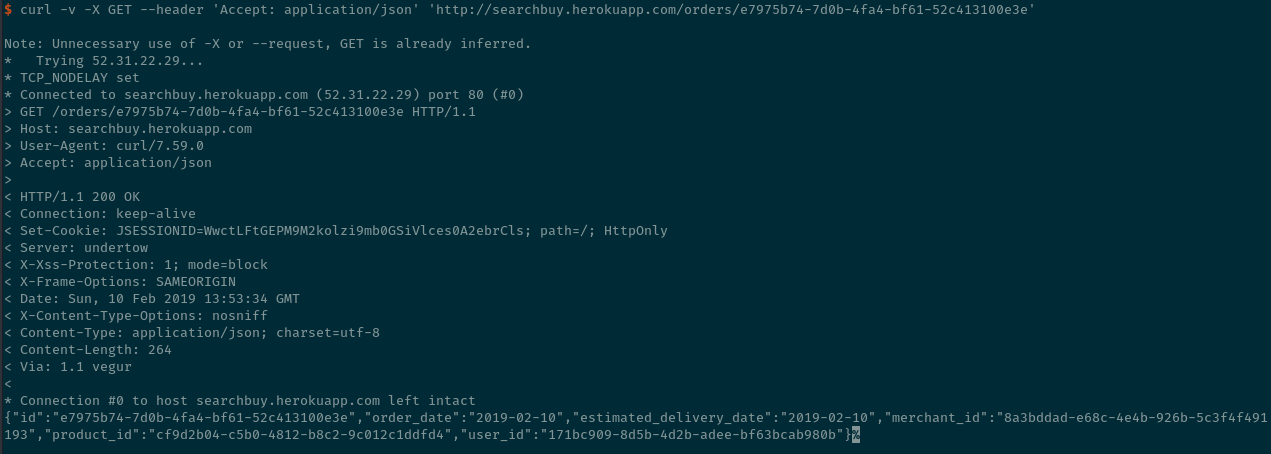 $ curl -v -X GET --header 'Accept: application/json' 'http://searchbuy.herokuapp.com/orders/e7975b74-7d0b-4fa4-bf61-52c413100e3e'
Note: Unnecessary use of -X or --request, GET is already inferred.
*   Trying 52.31.22.29...
* TCP_NODELAY set
* Connected to searchbuy.herokuapp.com (52.31.22.29) port 80 (#0)
> GET /orders/e7975b74-7d0b-4fa4-bf61-52c413100e3e HTTP/1.1
> Host: searchbuy.herokuapp.com
> User-Agent: curl/7.59.0
> Accept: application/json
>
< HTTP/1.1 200 OK
< Connection: keep-alive
< Set-Cookie: JSESSIONID=WwctLFtGEPM9M2kolzi9mb0GSiVlces0A2ebrCls; path=/; HttpOnly
< Server: undertow
< X-Xss-Protection: 1; mode=block
< X-Frame-Options: SAMEORIGIN
< Date: Sun, 10 Feb 2019 13:53:34 GMT
< X-Content-Type-Options: nosniff
< Content-Type: application/json; charset=utf-8
< Content-Length: 264
< Via: 1.1 vegur
<
* Connection #0 to host searchbuy.herokuapp.com left intact
{"id":"e7975b74-7d0b-4fa4-bf61-52c413100e3e","order_date":"2019-02-10","estimated_delivery_date":"2019-02-10","merchant_id":"8a3bddad-e68c-4e4b-926b-5c3f4f491
193","product_id":"cf9d2b04-c5b0-4812-b8c2-9c012c1ddfd4","user_id":"171bc909-8d5b-4d2b-adee-bf63bcab980b"}%